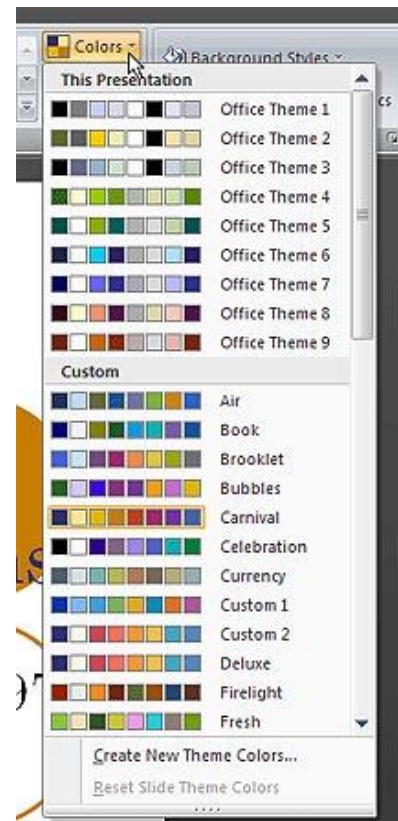 Colors
Background Styles
This Presentation
cs
Office Theme 1
Office Theme 2
Office Theme 3
Office Theme 4
Office Theme 5
Office Theme 6
Office Theme 7
Office Theme 8
Office Theme 9
Custom
Air
Book
Brooklet
Bubbles
Carnival
Celebration
Currency
Custom 1
Custom 2
Deluxe
Firelight
Fresh
Create New Theme Colors...
Reset Slide Theme Colors